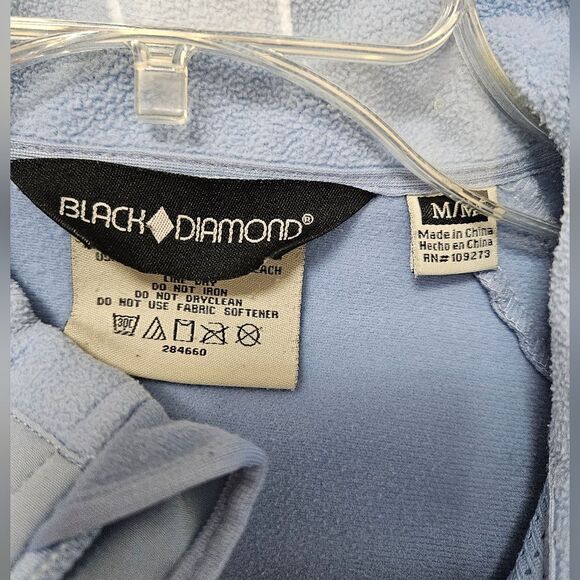 BLACK DIAMOND®
LINE DRY
DO NOT IRON
DO NOT DRYCLEAN
DO NOT USE FABRIC SOFTENER
30C
284660
M/M
Made in China
Hecho en China
RN# 109273